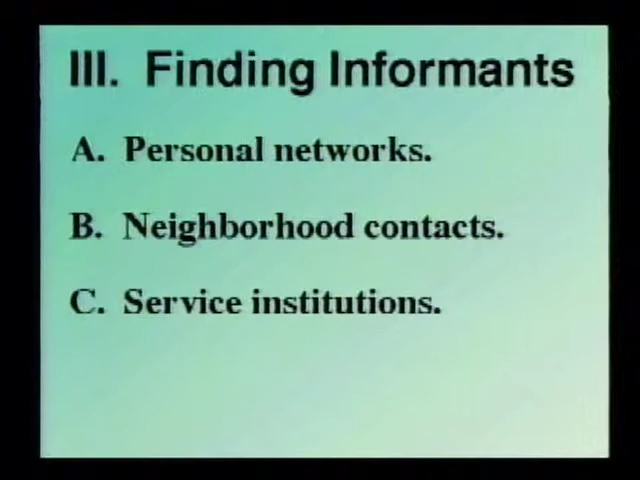 III. Finding Informants
A. Personal networks.
B. Neighborhood contacts.
C. Service institutions.